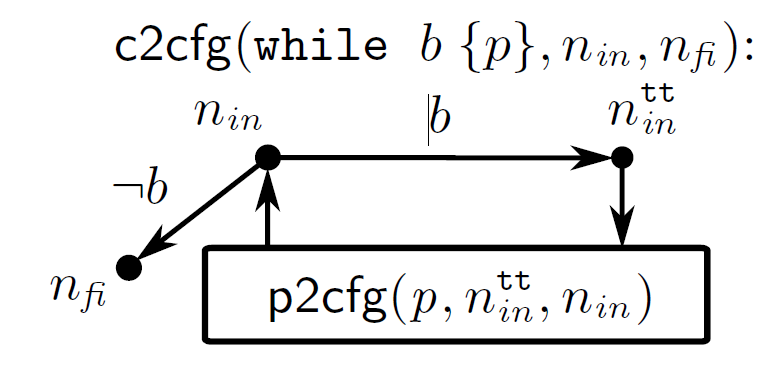 c2cfg(while b {p}, n_in, n_fi):
n_in b n_in^tt
¬b
n_fi
p2cfg(p, n_in^tt, n_in)